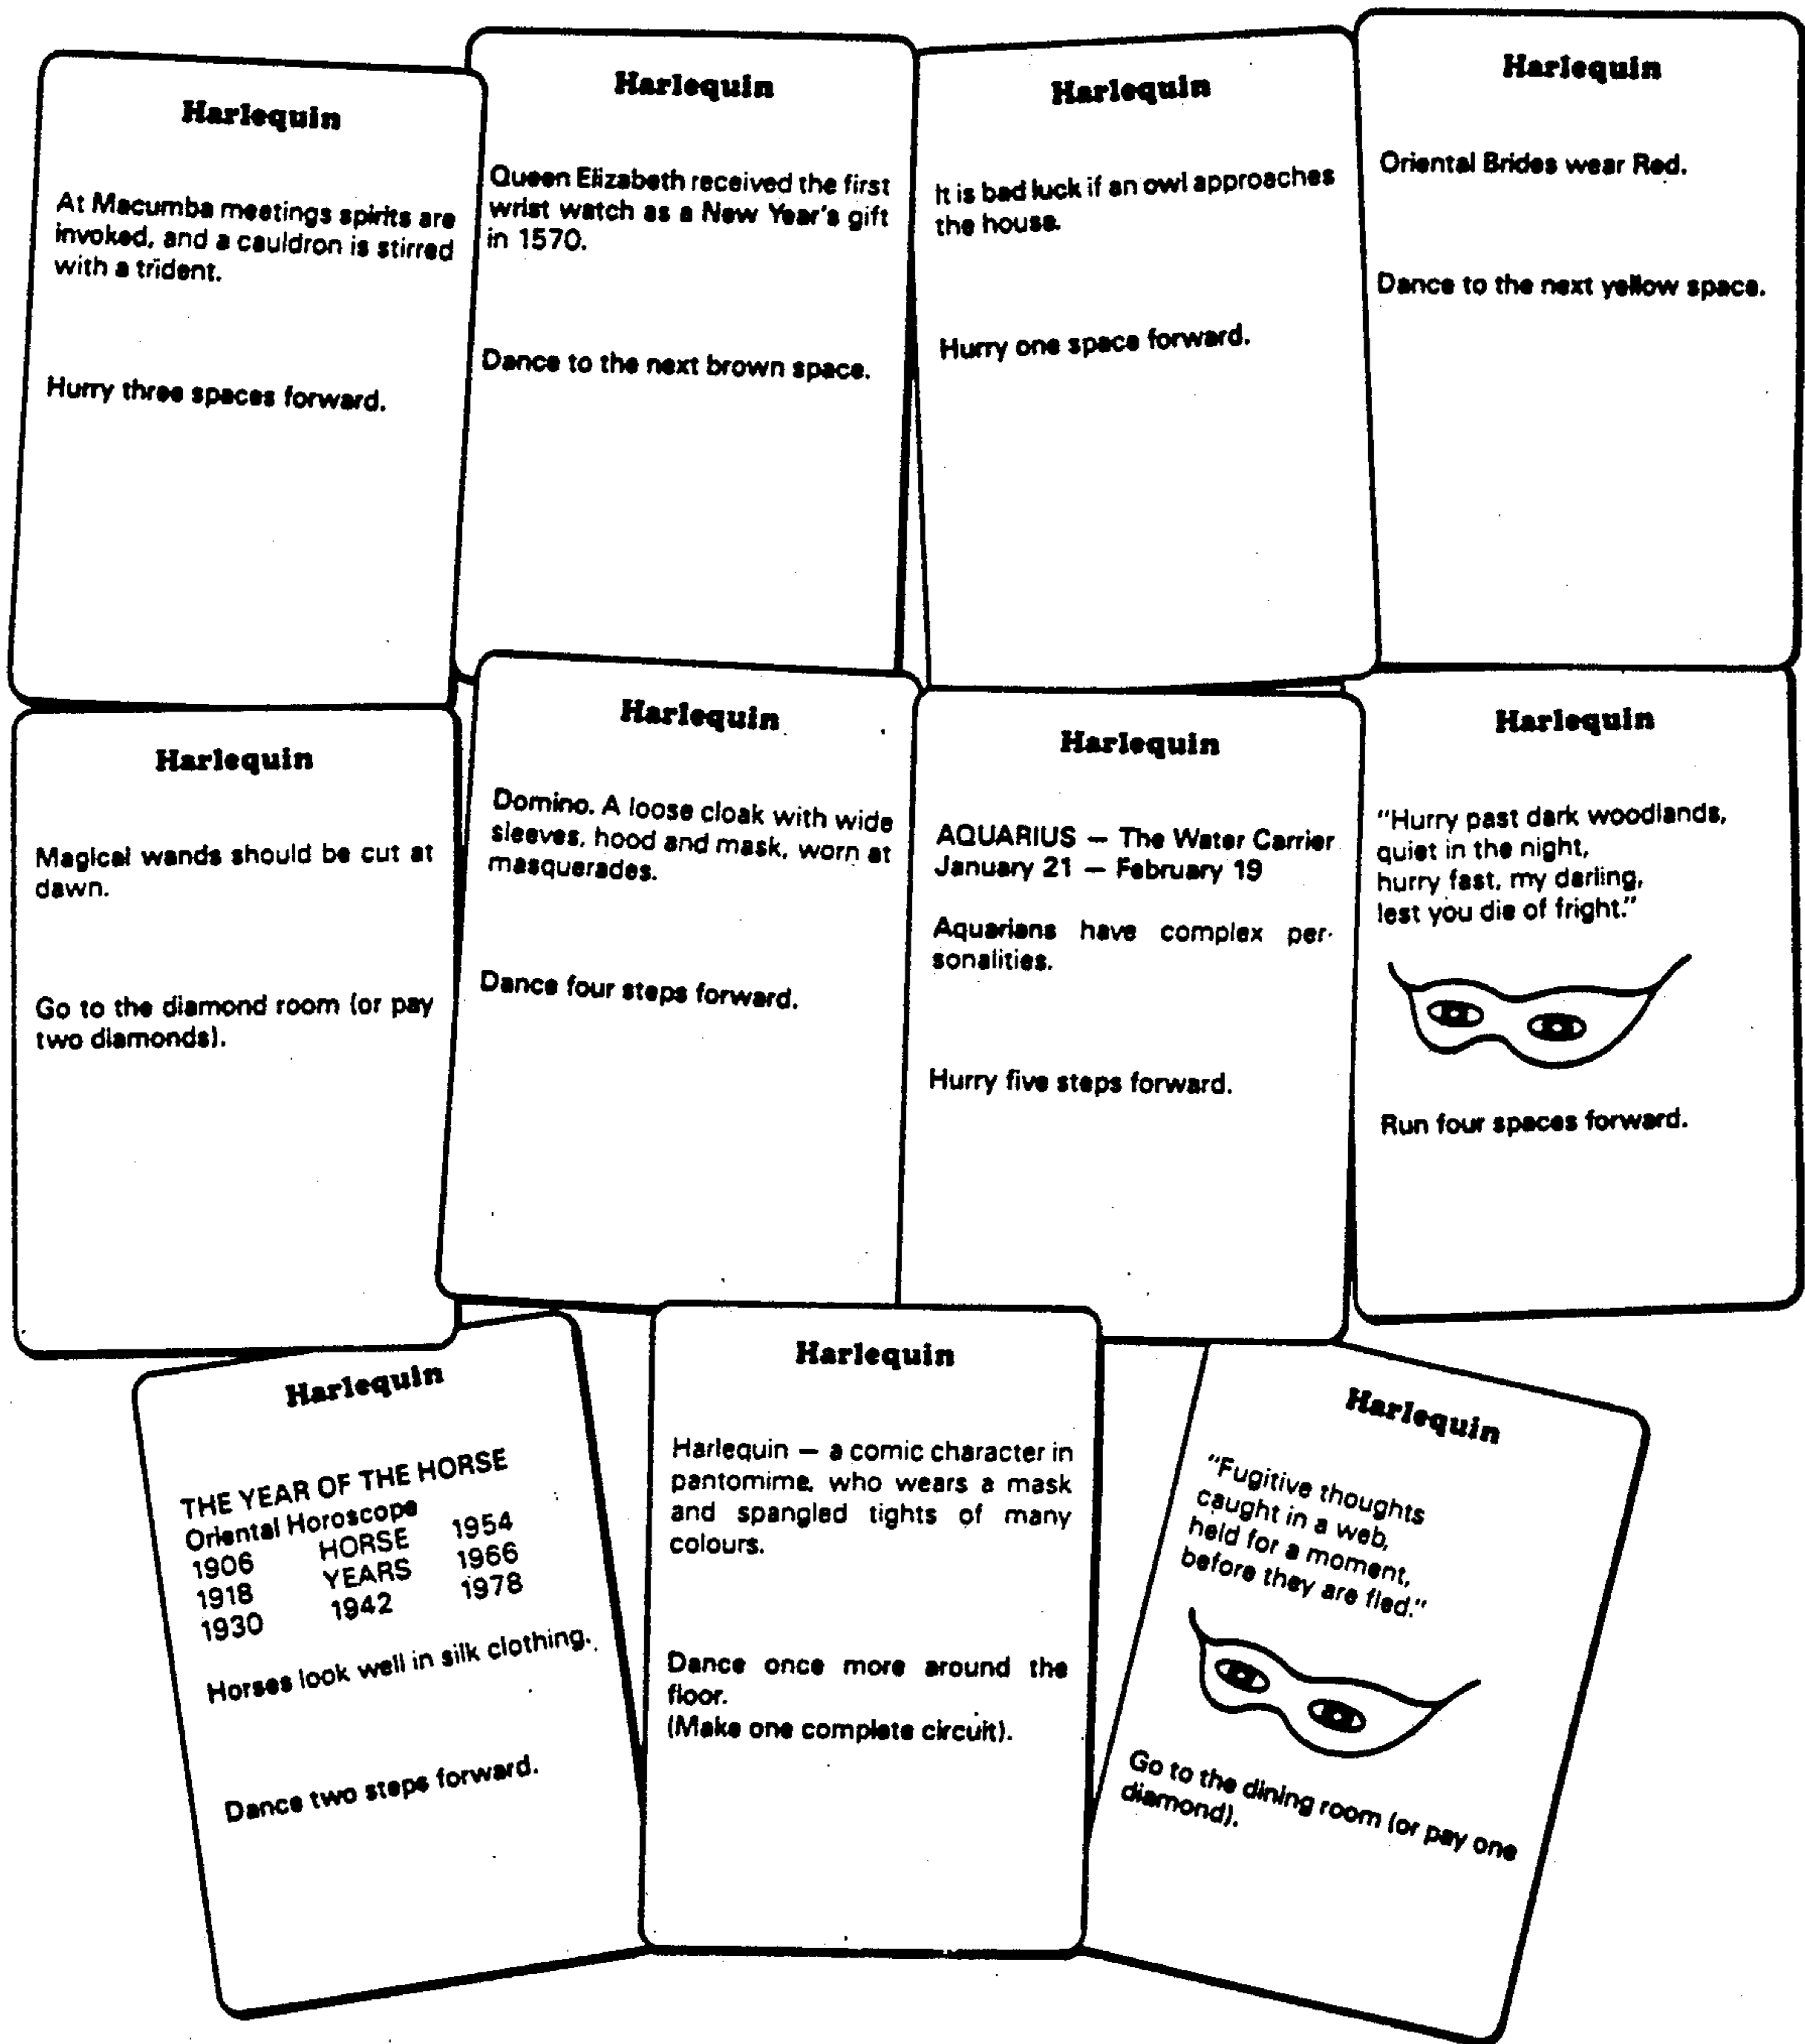 Harlequin
At Macumba meetings spirits are
invoked, and a cauldron is stirred
with a trident.
Hurry three spaces forward.
Harlequin
Queen Elizabeth received the first
wrist watch as a New Year's gift
in 1570.
Dance to the next brown space.
Harlequin
It is bad luck if an owl approaches
the house.
Hurry one space forward.
Harlequin
Oriental Brides wear Red.
Dance to the next yellow space.
Harlequin
Magical wands should be cut at
dawn.
Go to the diamond room (or pay
two diamonds).
Harlequin
Domino. A loose cloak with wide
sleeves, hood and mask, worn at
masquerades.
Dance four steps forward.
Harlequin
AQUARIUS — The Water Carrier
January 21 — February 19
Aquarians have complex per-
sonalities.
Hurry five steps forward.
Harlequin
"Hurry past dark woodlands,
quiet in the night,
hurry fast, my darling,
lest you die of fright."
Run four spaces forward.
Harlequin
THE YEAR OF THE HORSE
Oriental Horoscope
1906 HORSE 1954
1918 YEARS 1966
1930 1942 1978
Horses look well in silk clothing.
Dance two steps forward.
Harlequin
Harlequin — a comic character in
pantomime, who wears a mask
and spangled tights of many
colours.
Dance once more around the
floor.
(Make one complete circuit).
Harlequin
"Fugitive thoughts
caught in a web,
held for a moment,
before they are fled."
Go to the dining room (or pay one
diamond).